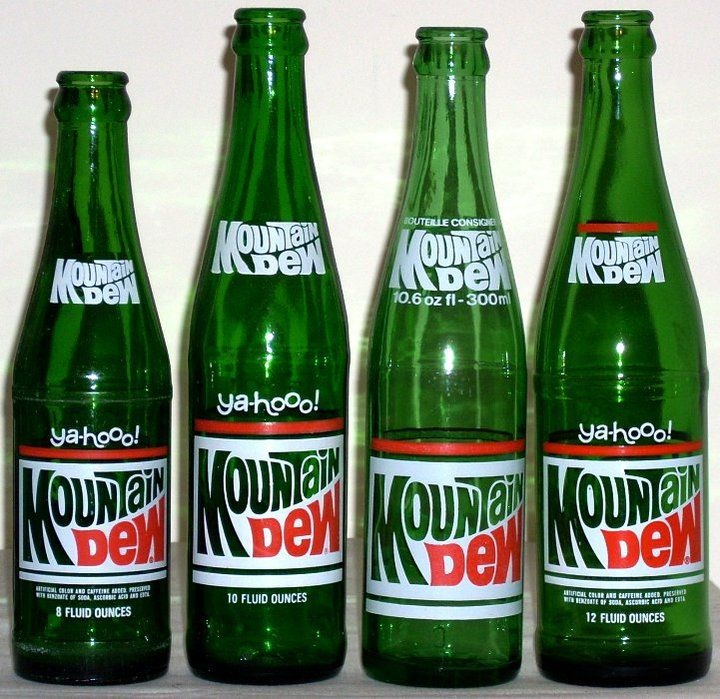 MOUNTAIN
DEW
ya-hooo!
MOUNTAIN
DEW
ARTIFICIAL COLOR AND CAFFEINE ADDED. PRESERVED
WITH BENZOATE OF SODA, ASCORBIC ACID AND EDTA.
8 FLUID OUNCES
MOUNTAIN
DEW
ya-hooo!
MOUNTAIN
DEW
10 FLUID OUNCES
BOUTEILLE CONSIGNEE
MOUNTAIN
DEW
10.6 oz fl - 300ml
MOUNTAIN
DEW
MOUNTAIN
DEW
ya-hooo!
MOUNTAIN
DEW
ARTIFICIAL COLOR AND CAFFEINE ADDED. PRESERVED
WITH BENZOATE OF SODA, ASCORBIC ACID AND EDTA.
12 FLUID OUNCES